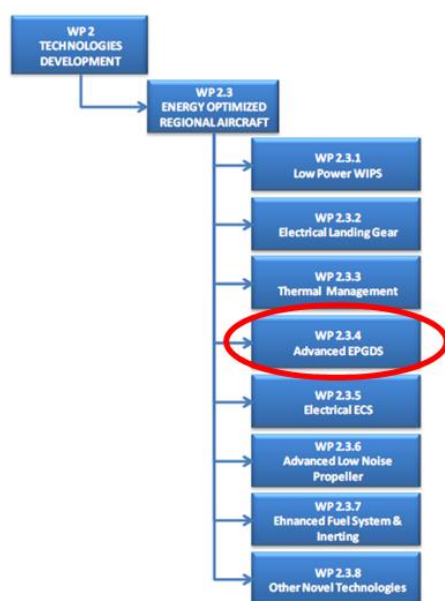 WP 2
TECHNOLOGIES
DEVELOPMENT
WP 2.3
ENERGY OPTIMIZED
REGIONAL AIRCRAFT
WP 2.3.1
Low Power WIPS
WP 2.3.2
Electrical Landing Gear
WP 2.3.3
Thermal Management
WP 2.3.4
Advanced EPGDS
WP 2.3.5
Electrical ECS
WP 2.3.6
Advanced Low Noise
Propeller
WP 2.3.7
Ehnanced Fuel System &
Inerting
WP 2.3.8
Other Novel Technologies